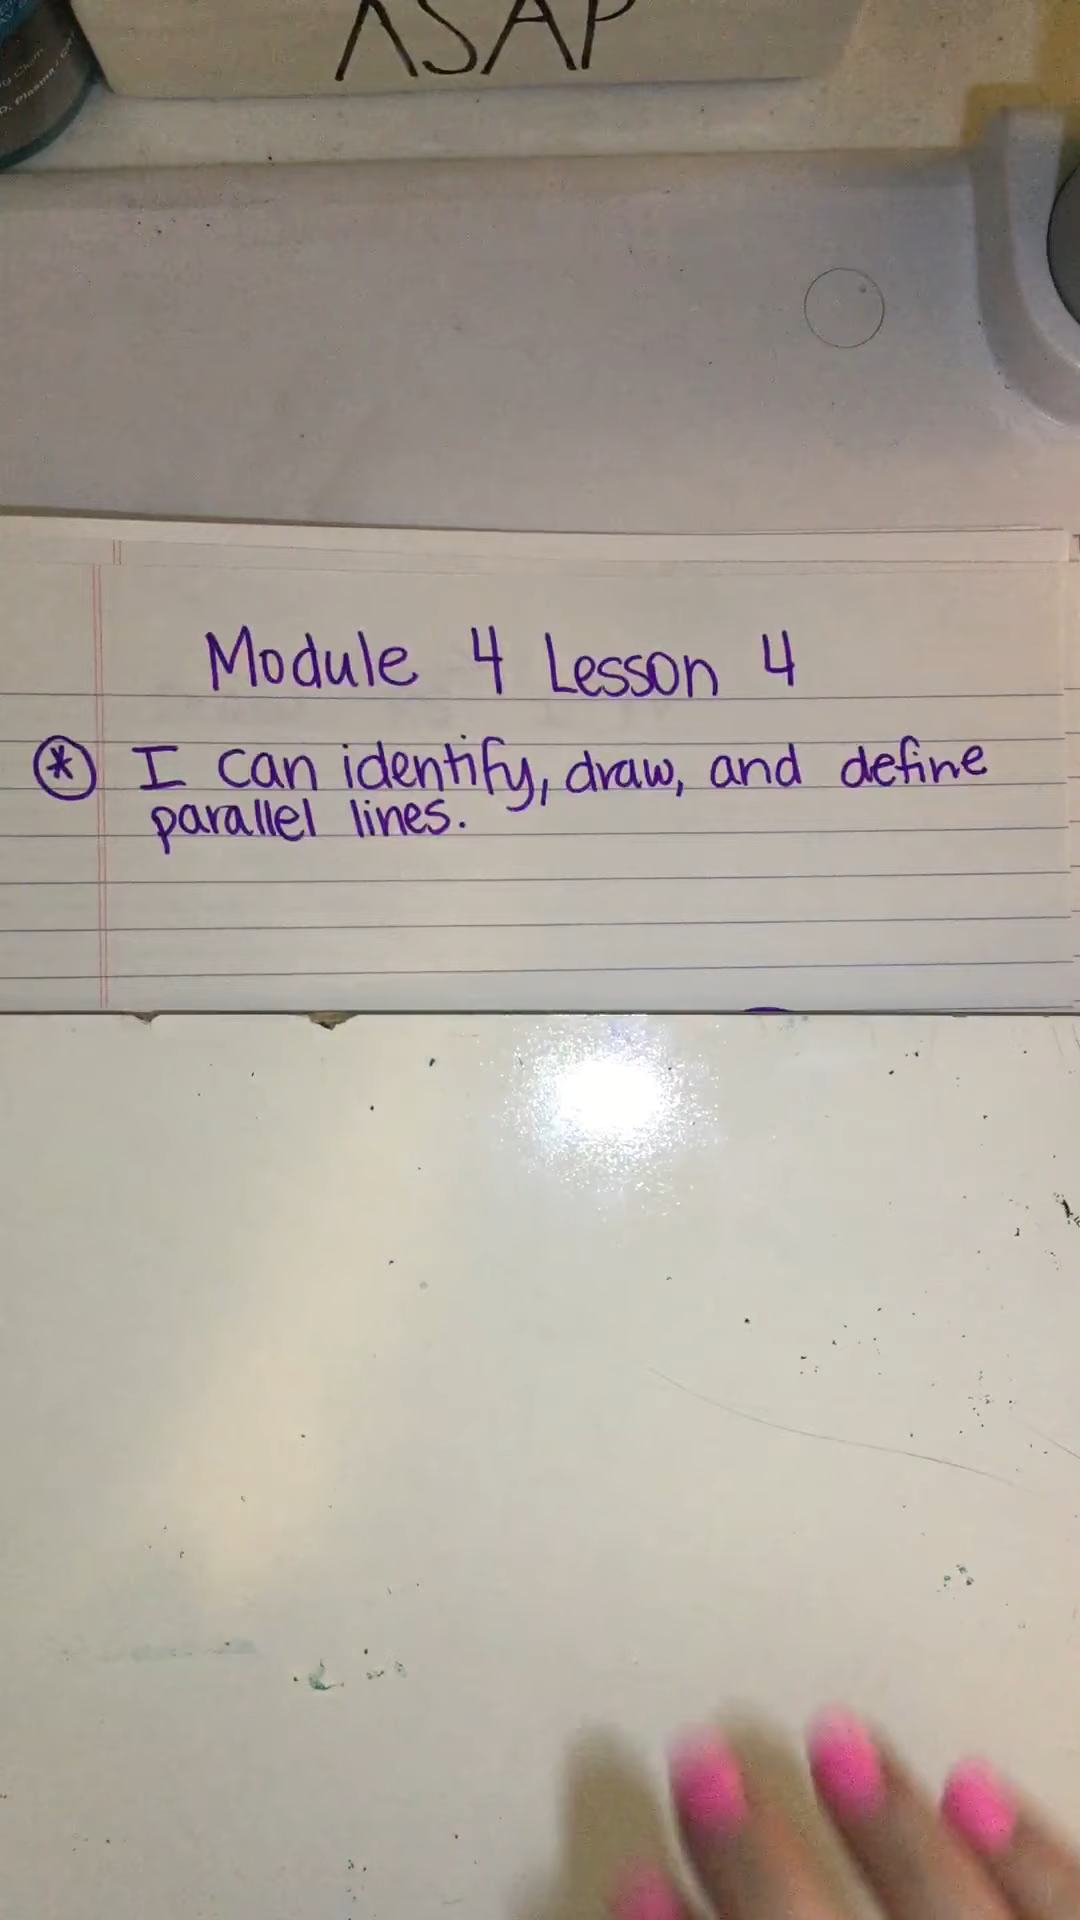 ASAP
Module 4 Lesson 4
* I can identify, draw, and define
parallel lines.